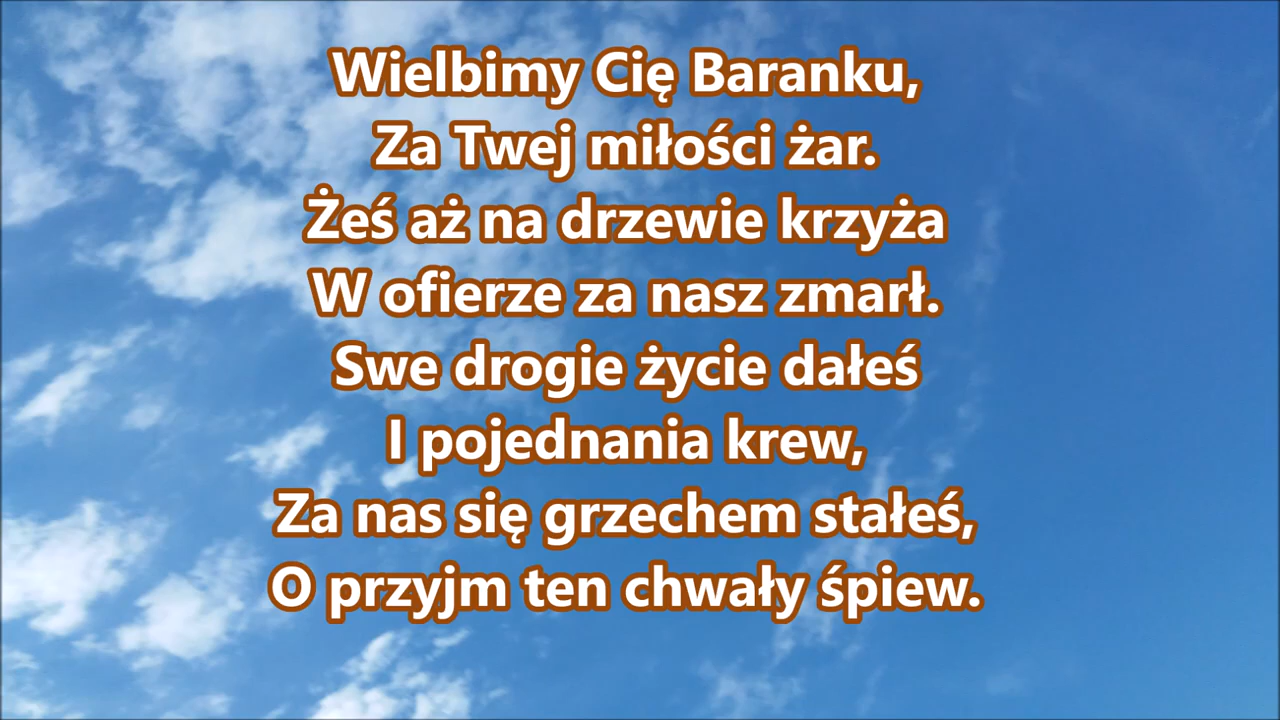 Wielbimy Cię Baranku,
Za Twej miłości żar.
Żeś aż na drzewie krzyża
W ofierze za nasz zmarł.
Swe drogie życie dałeś
I pojednania krew,
Za nas się grzechem stałeś,
O przyjm ten chwały śpiew.